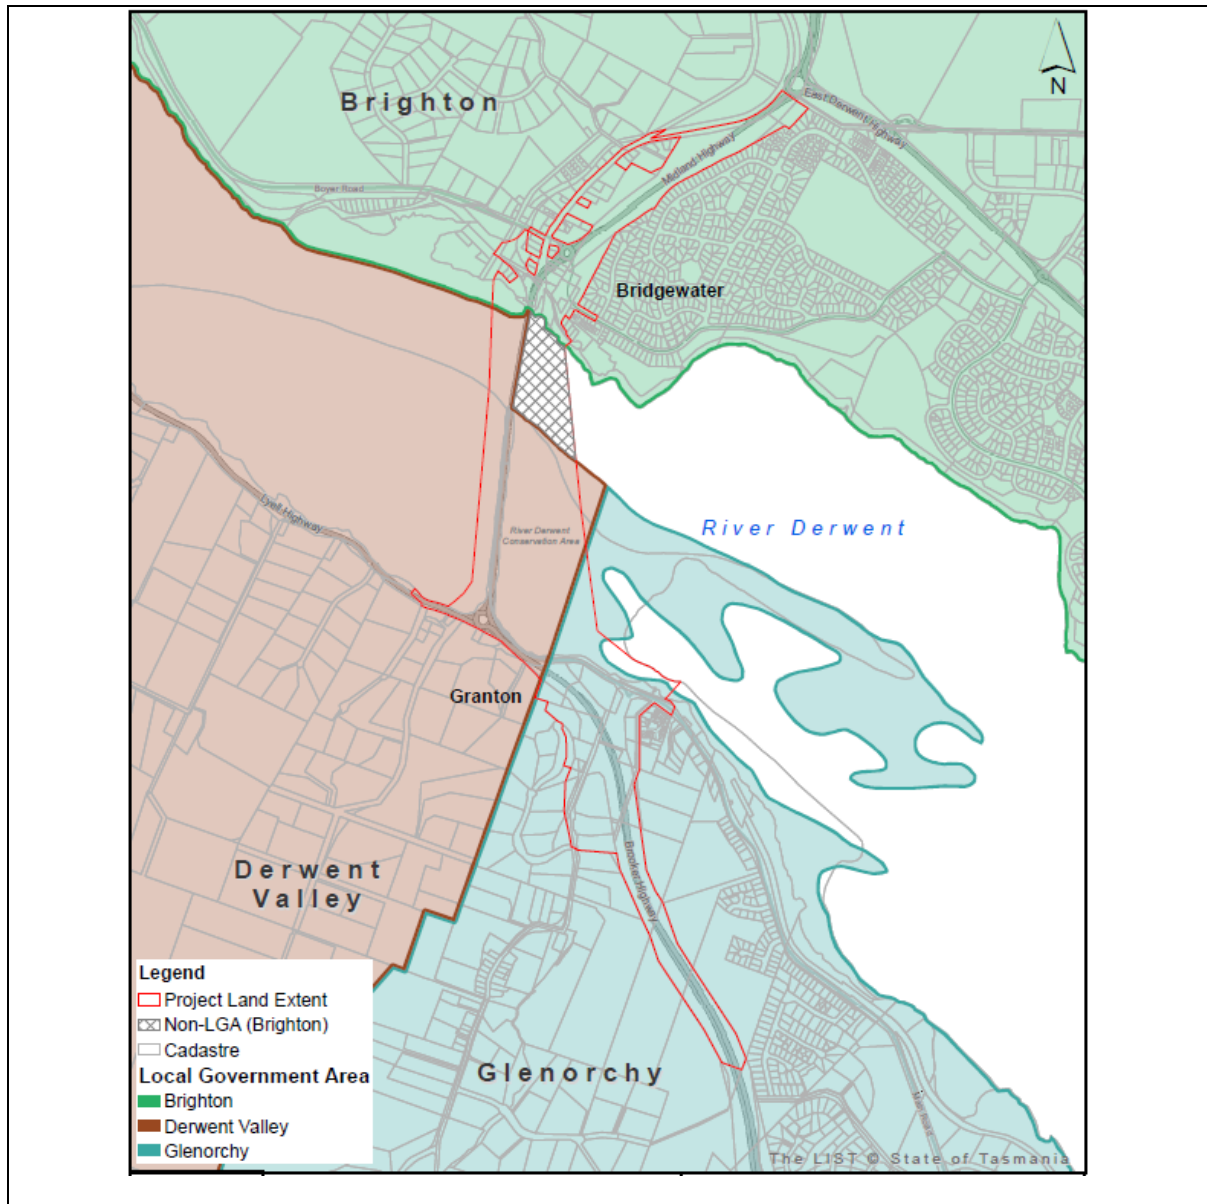 N
Brighton
East Derwent Highway
Midland Highway
Boyer Road
Bridgewater
River Derwent
Lyell Highway
River Derwent
Conservation Area
Granton
Brooker Highway
Derwent
Valley
Glenorchy
Main Road
Legend
Project Land Extent
Non-LGA (Brighton)
Cadastre
Local Government Area
Brighton
Derwent Valley
Glenorchy
The LIST © State of Tasmania